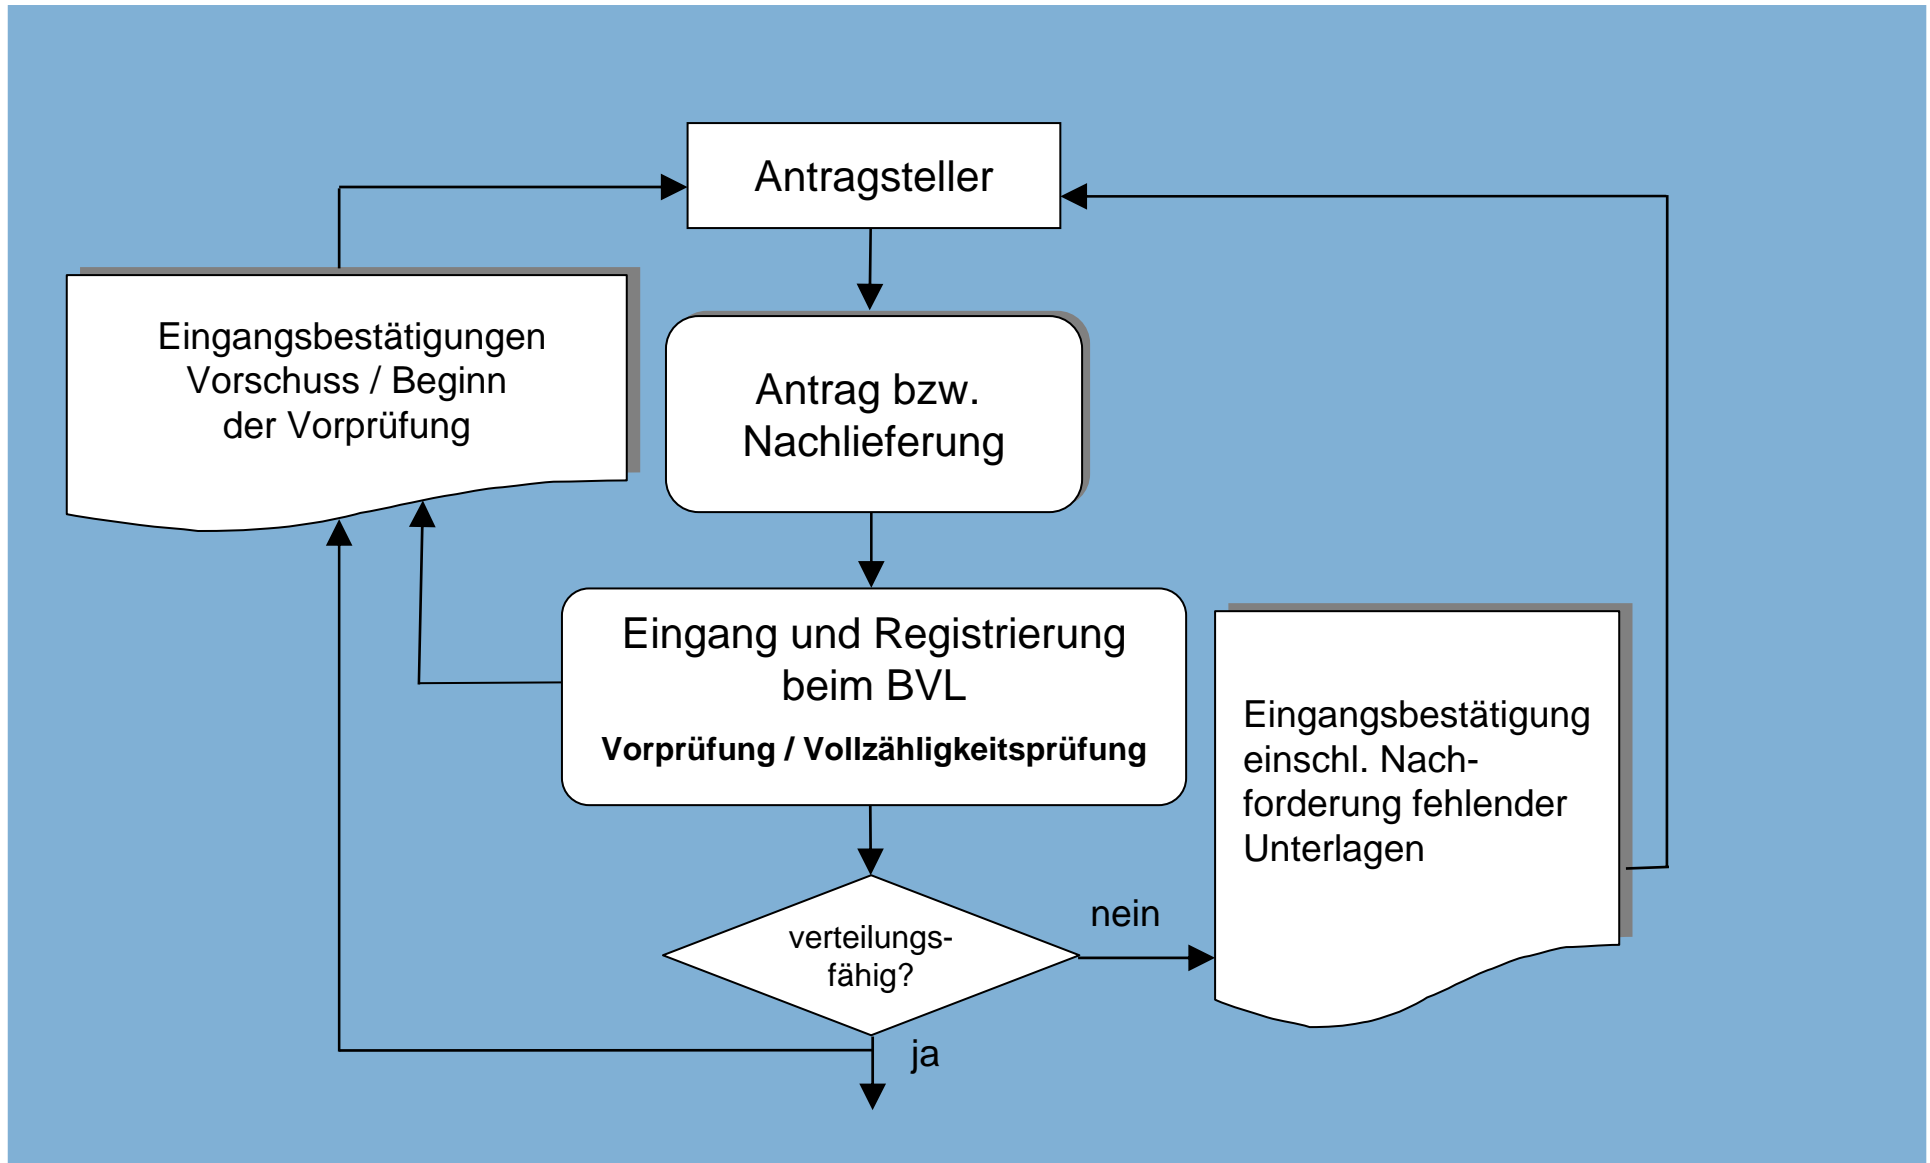 Antragsteller
Eingangsbestätigungen
Vorschuss / Beginn
der Vorprüfung
Antrag bzw.
Nachlieferung
Eingang und Registrierung
beim BVL
Vorprüfung / Vollzähligkeitsprüfung
Eingangsbestätigung
einschl. Nach-
forderung fehlender
Unterlagen
verteilungs-
fähig?
nein
ja